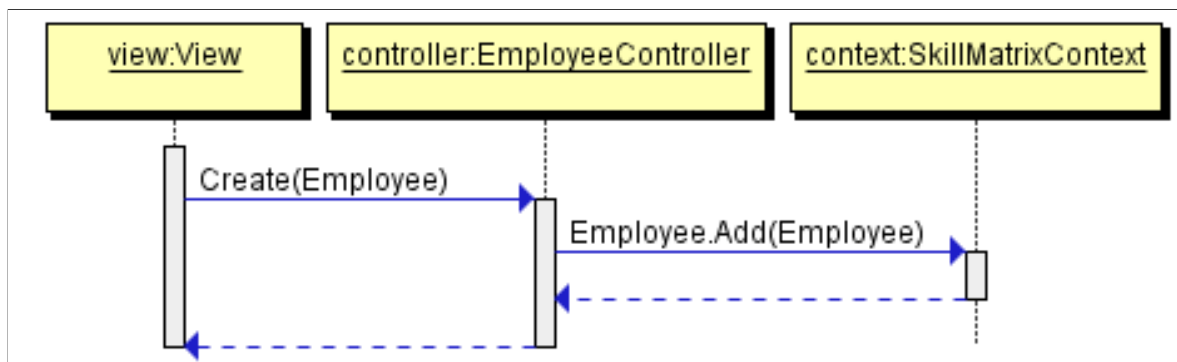 view:View
controller:EmployeeController
context:SkillMatrixContext
Create(Employee)
Employee.Add(Employee)